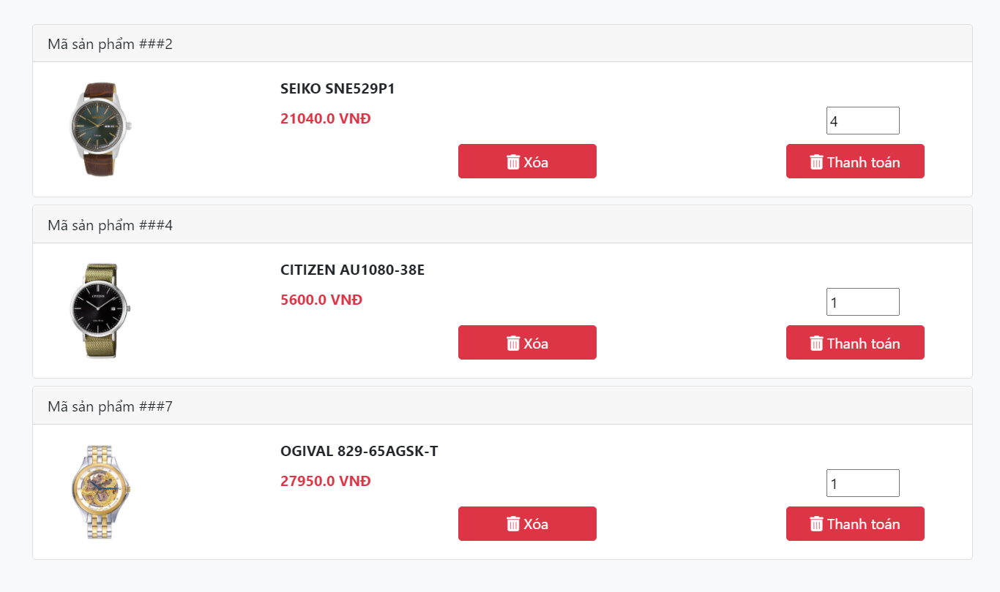 Mã sản phẩm ###2
SEIKO SNE529P1
21040.0 VNĐ
4
Xóa
Thanh toán
Mã sản phẩm ###4
CITIZEN AU1080-38E
5600.0 VNĐ
1
CITIZEN
Xóa
Thanh toán
Mã sản phẩm ###7
OGIVAL 829-65AGSK-T
27950.0 VNĐ
1
Xóa
Thanh toán